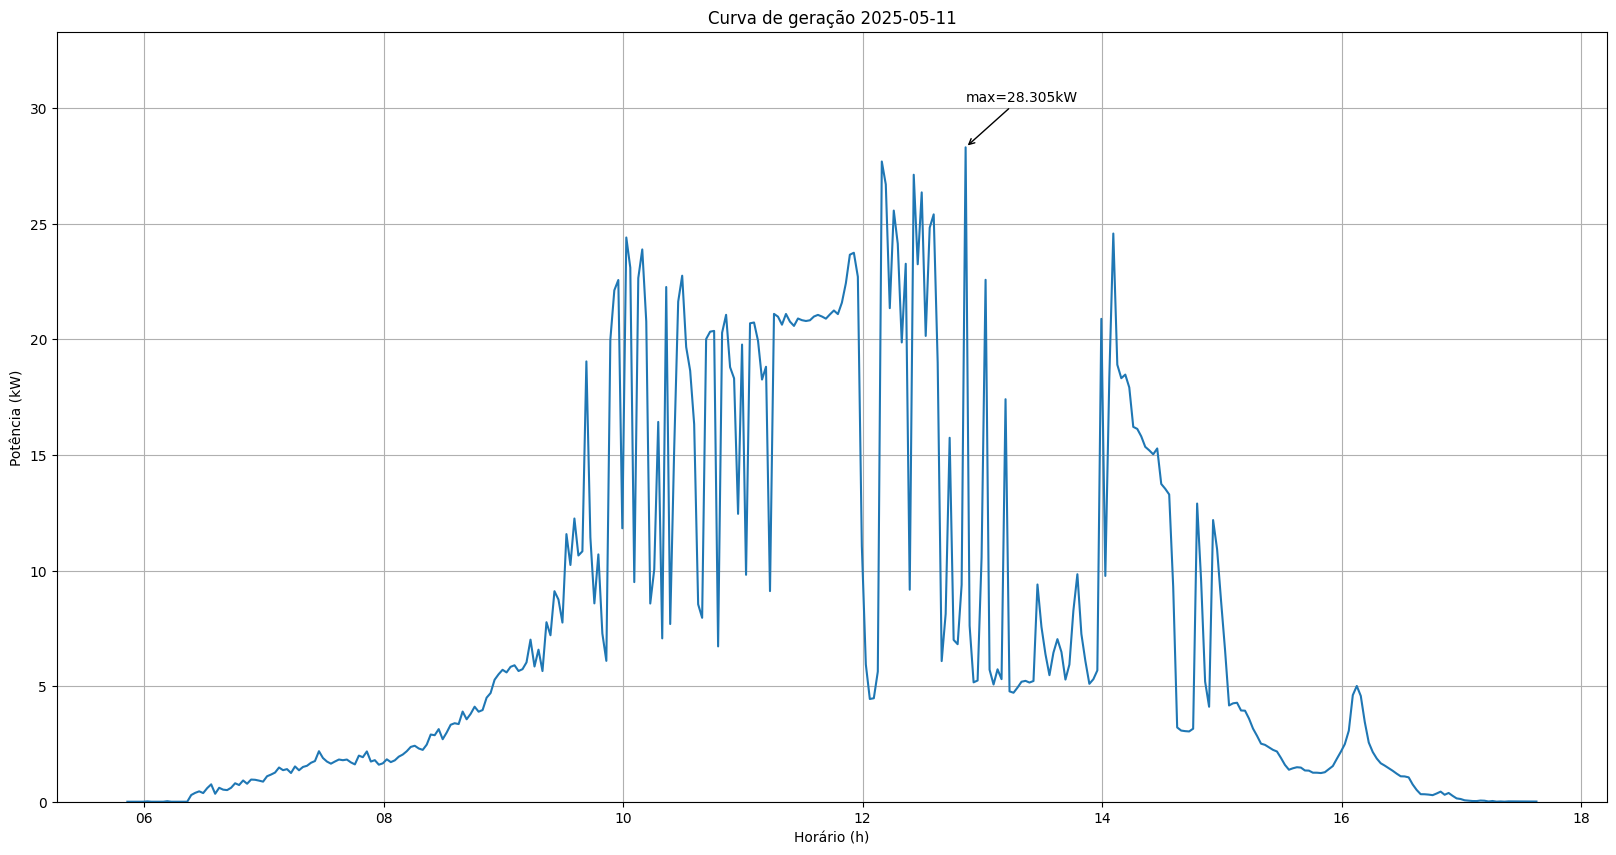 Curva de geração 2025-05-11
max=28.305kW
Potência (kW)
30
25
20
15
10
5
0
06 08 10 12 14 16 18
Horário (h)